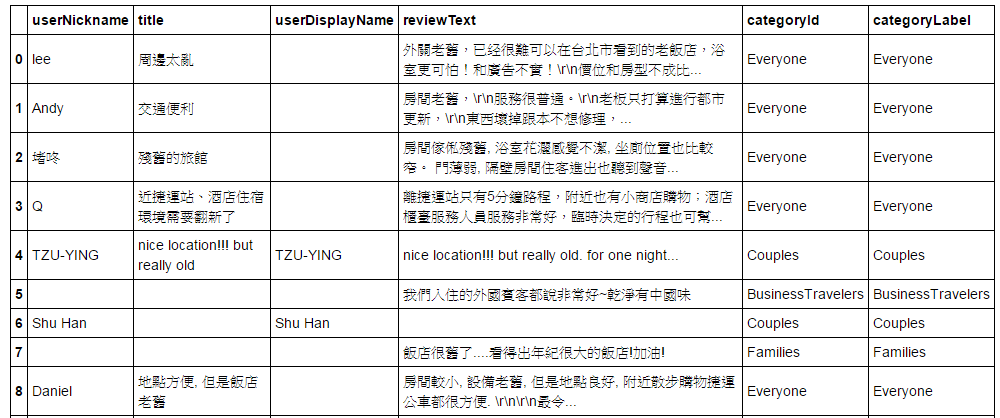 userNickname title userDisplayName reviewText categoryId categoryLabel
0 lee 周邊太亂 外關老舊，已经很難可以在台北市看到的老飯店，浴 Everyone Everyone
室更可怕！和廣告不實！\r\n價位和房型不成比...
1 Andy 交通便利 房間老舊，\r\n服務很普通。\r\n老板只打算進行都市 Everyone Everyone
更新，\r\n東西壞掉跟本不想修理，...
2 堵咚 殘舊的旅館 房間傢俬殘舊, 浴室花灑感覺不潔, 坐廁位置也比較 Everyone Everyone
窄。 門薄弱, 隔壁房間住客進出也聽到聲音...
3 Q 近捷運站、酒店住宿 離捷運站只有5分鐘路程，附近也有小商店購物；酒店 Everyone Everyone
環境需要翻新了 櫃臺服務人員服務非常好，臨時決定的行程也可幫...
4 TZU-YING nice location!!! but TZU-YING nice location!!! but really old. for one night... Couples Couples
really old
5 我們入住的外國賓客都說非常好~乾淨有中國味 BusinessTravelers BusinessTravelers
6 Shu Han Shu Han Couples Couples
7 飯店很舊了....看得出年紀很大的飯店!加油! Families Families
8 Daniel 地點方便, 但是飯店 房間較小, 設備老舊, 但是地點良好, 附近散步購物捷運 Everyone Everyone
老舊 公車都很方便. \r\n\r\n最令...